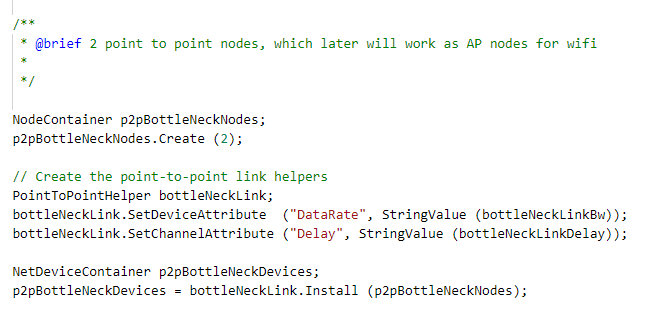 /**
 * @brief 2 point to point nodes, which later will work as AP nodes for wifi
 *
 */
NodeContainer p2pBottleNeckNodes;
p2pBottleNeckNodes.Create (2);
// Create the point-to-point link helpers
PointToPointHelper bottleNeckLink;
bottleNeckLink.SetDeviceAttribute  ("DataRate", StringValue (bottleNeckLinkBw));
bottleNeckLink.SetChannelAttribute ("Delay", StringValue (bottleNeckLinkDelay));
NetDeviceContainer p2pBottleNeckDevices;
p2pBottleNeckDevices = bottleNeckLink.Install (p2pBottleNeckNodes);